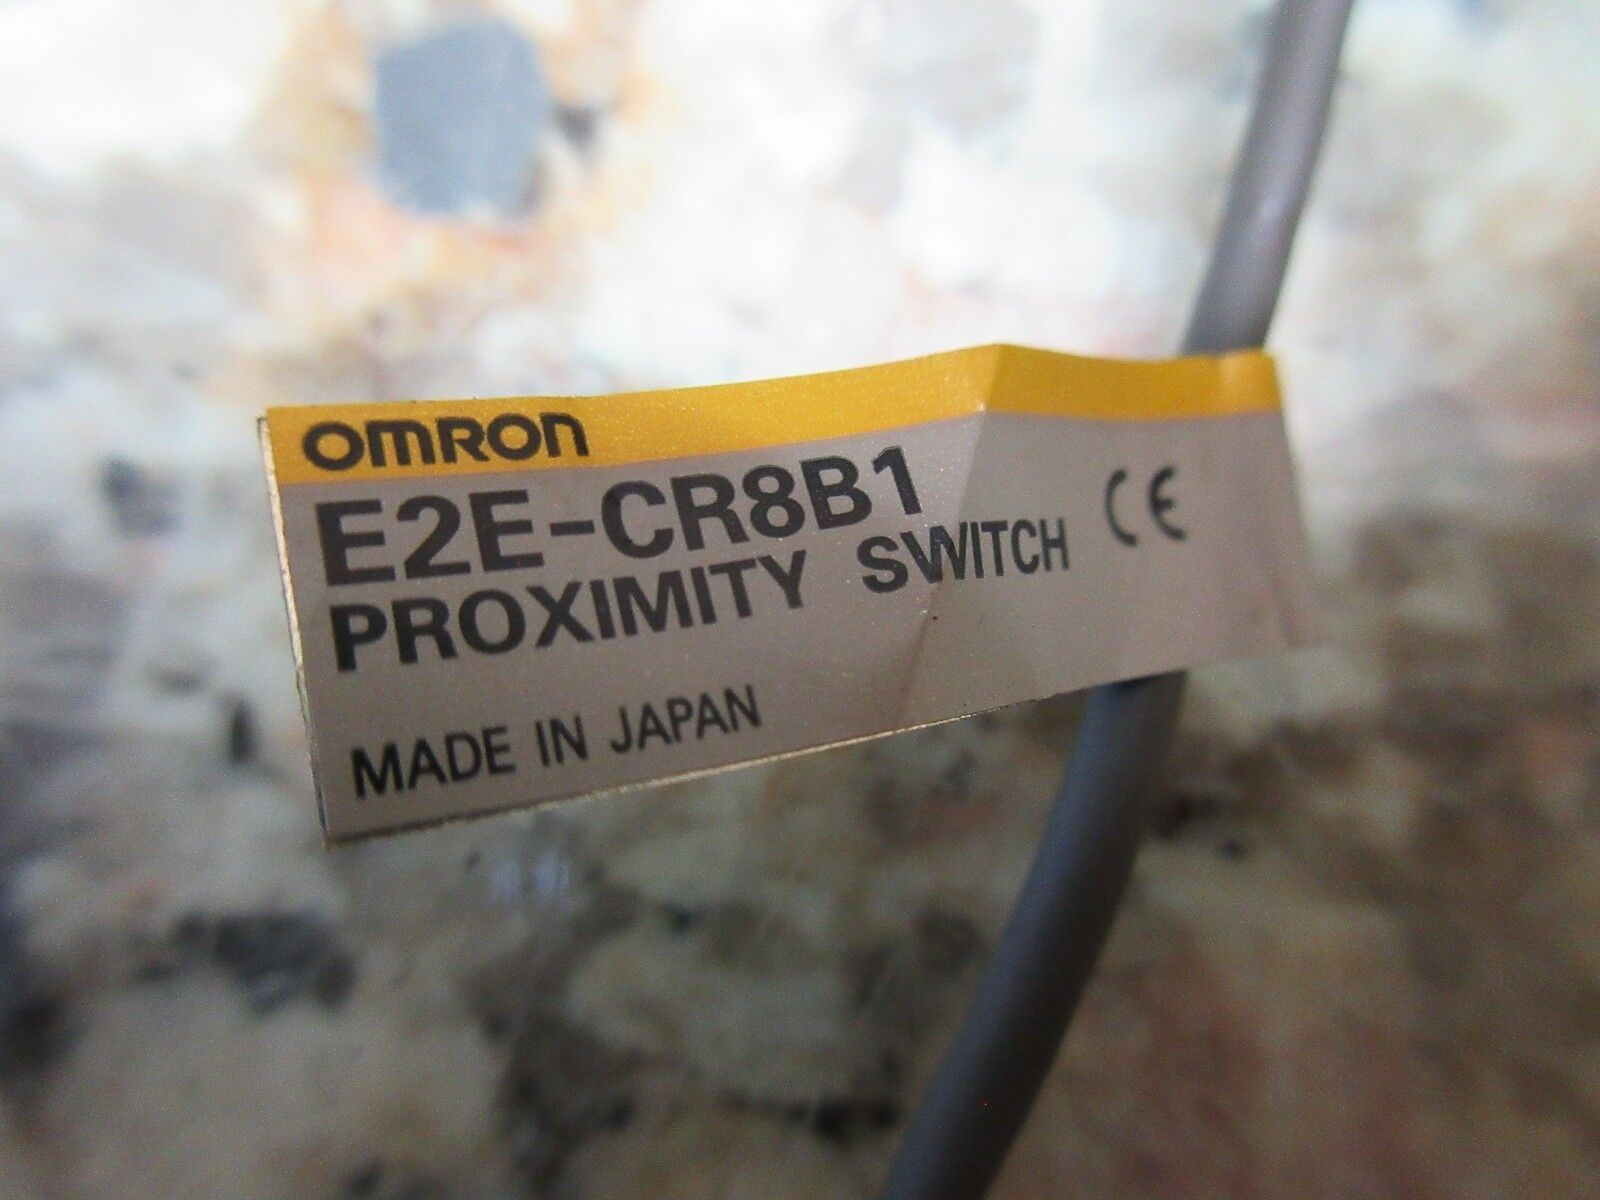 OMRON
E2E-CR8B1
PROXIMITY SWITCH CE
MADE IN JAPAN